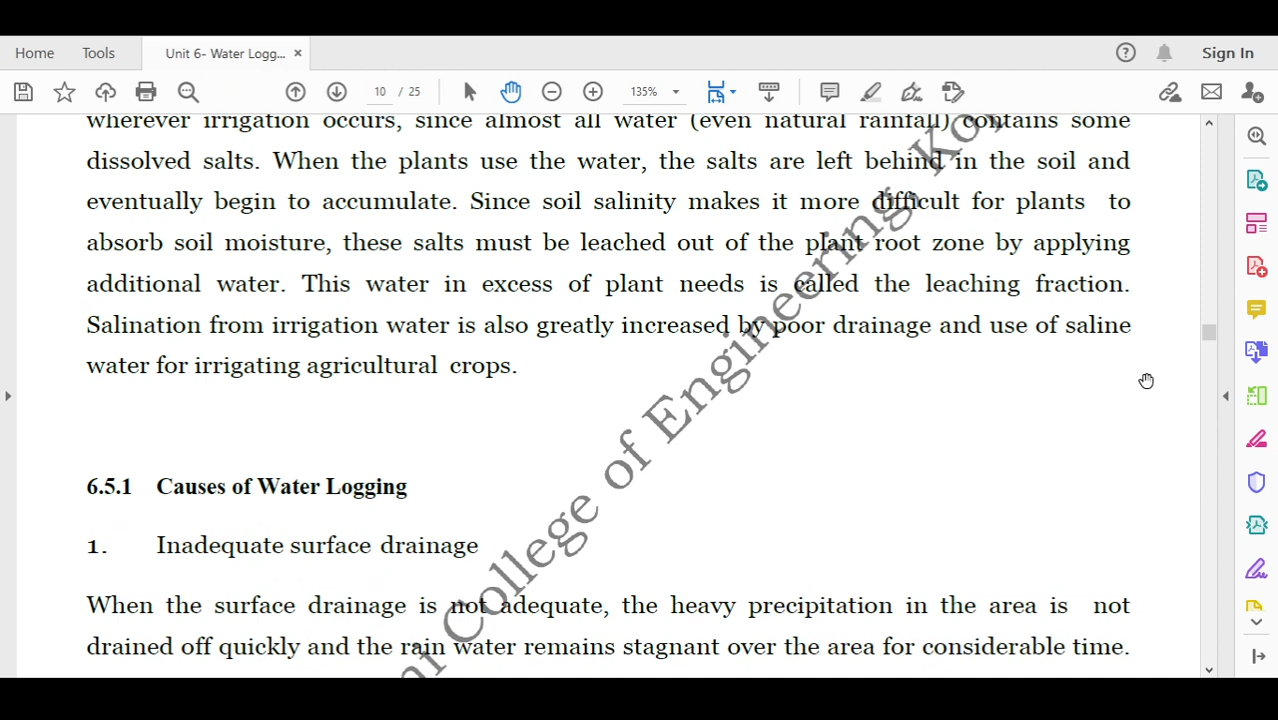 Home Tools Unit 6- Water Logg... × Sign In
10 / 25 135%
wherever irrigation occurs, since almost all water (even natural rainfall) contains some
dissolved salts. When the plants use the water, the salts are left behind in the soil and
eventually begin to accumulate. Since soil salinity makes it more difficult for plants to
absorb soil moisture, these salts must be leached out of the plant root zone by applying
additional water. This water in excess of plant needs is called the leaching fraction.
Salination from irrigation water is also greatly increased by poor drainage and use of saline
water for irrigating agricultural crops.
6.5.1 Causes of Water Logging
1. Inadequate surface drainage
When the surface drainage is not adequate, the heavy precipitation in the area is not
drained off quickly and the rain water remains stagnant over the area for considerable time.
College of Engineering,